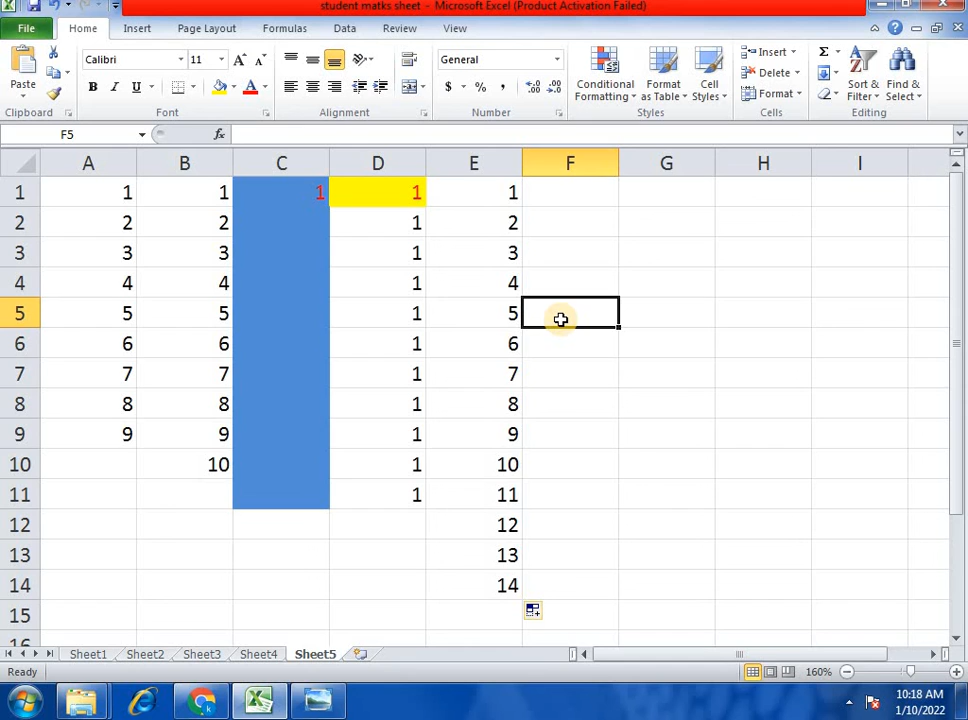 student matks sheet - Microsoft Excel (Product Activation Failed)
File Home Insert Page Layout Formulas Data Review View
Calibri 11 General Insert Σ
Paste Conditional Format Cell Delete Sort & Find &
B I U A $ % , Formatting as Table Styles Format Filter Select
Clipboard Font Alignment Number Styles Cells Editing
F5 fx
A B C D E F G H I
1 1 1 1 1 1
2 2 2 1 2
3 3 3 1 3
4 4 4 1 4
5 5 5 1 5
6 6 6 1 6
7 7 7 1 7
8 8 8 1 8
9 9 9 1 9
10 10 1 10
11 1 11
12 12
13 13
14 14
15
16
Sheet1 Sheet2 Sheet3 Sheet4 Sheet5
Ready 160%
10:18 AM
1/10/2022